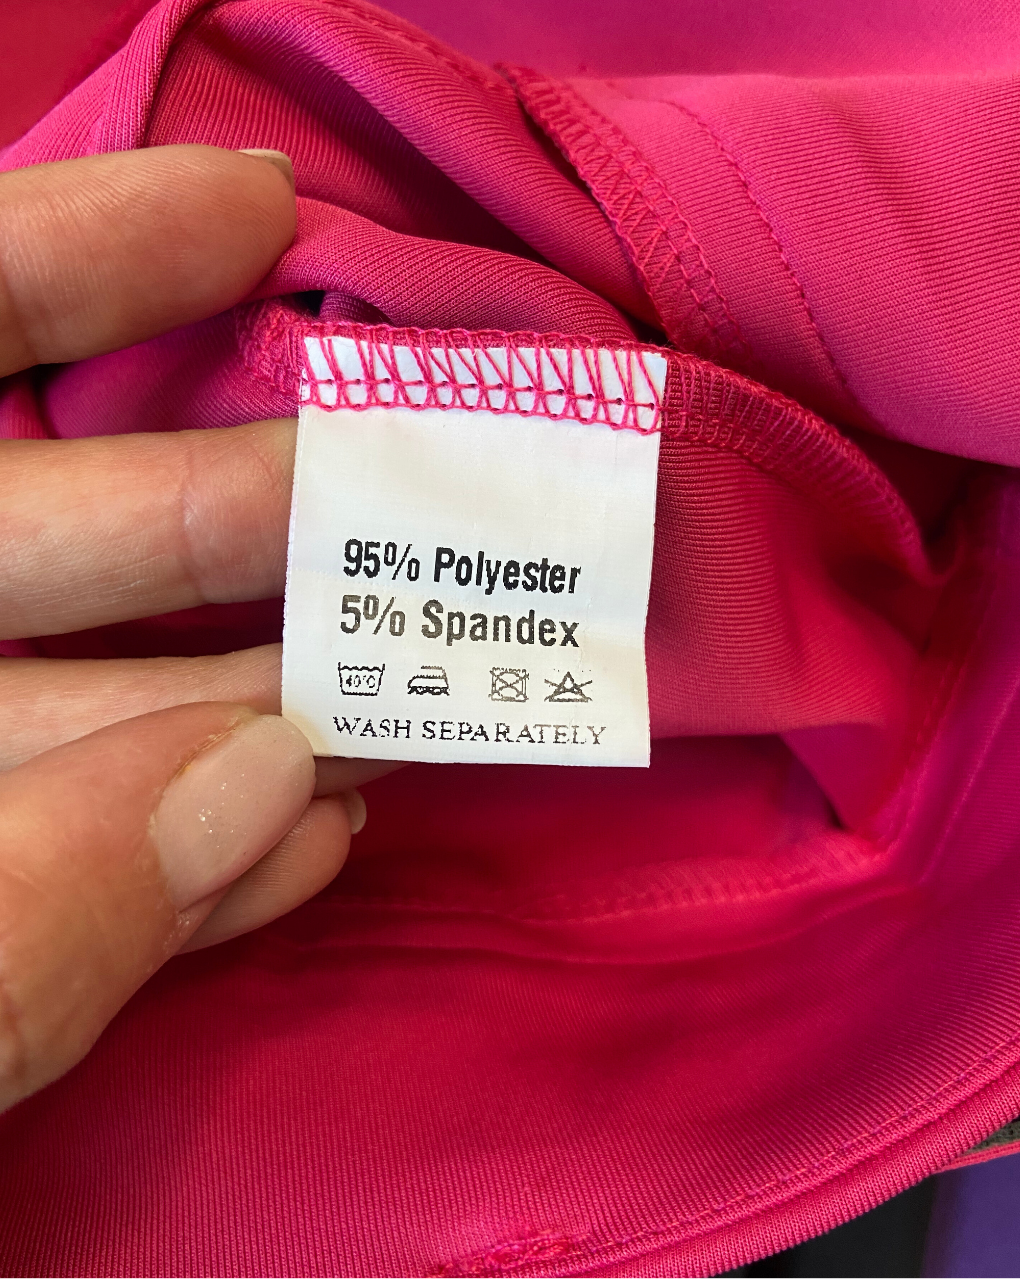 95% Polyester
5% Spandex
40°C
WASH SEPARATELY